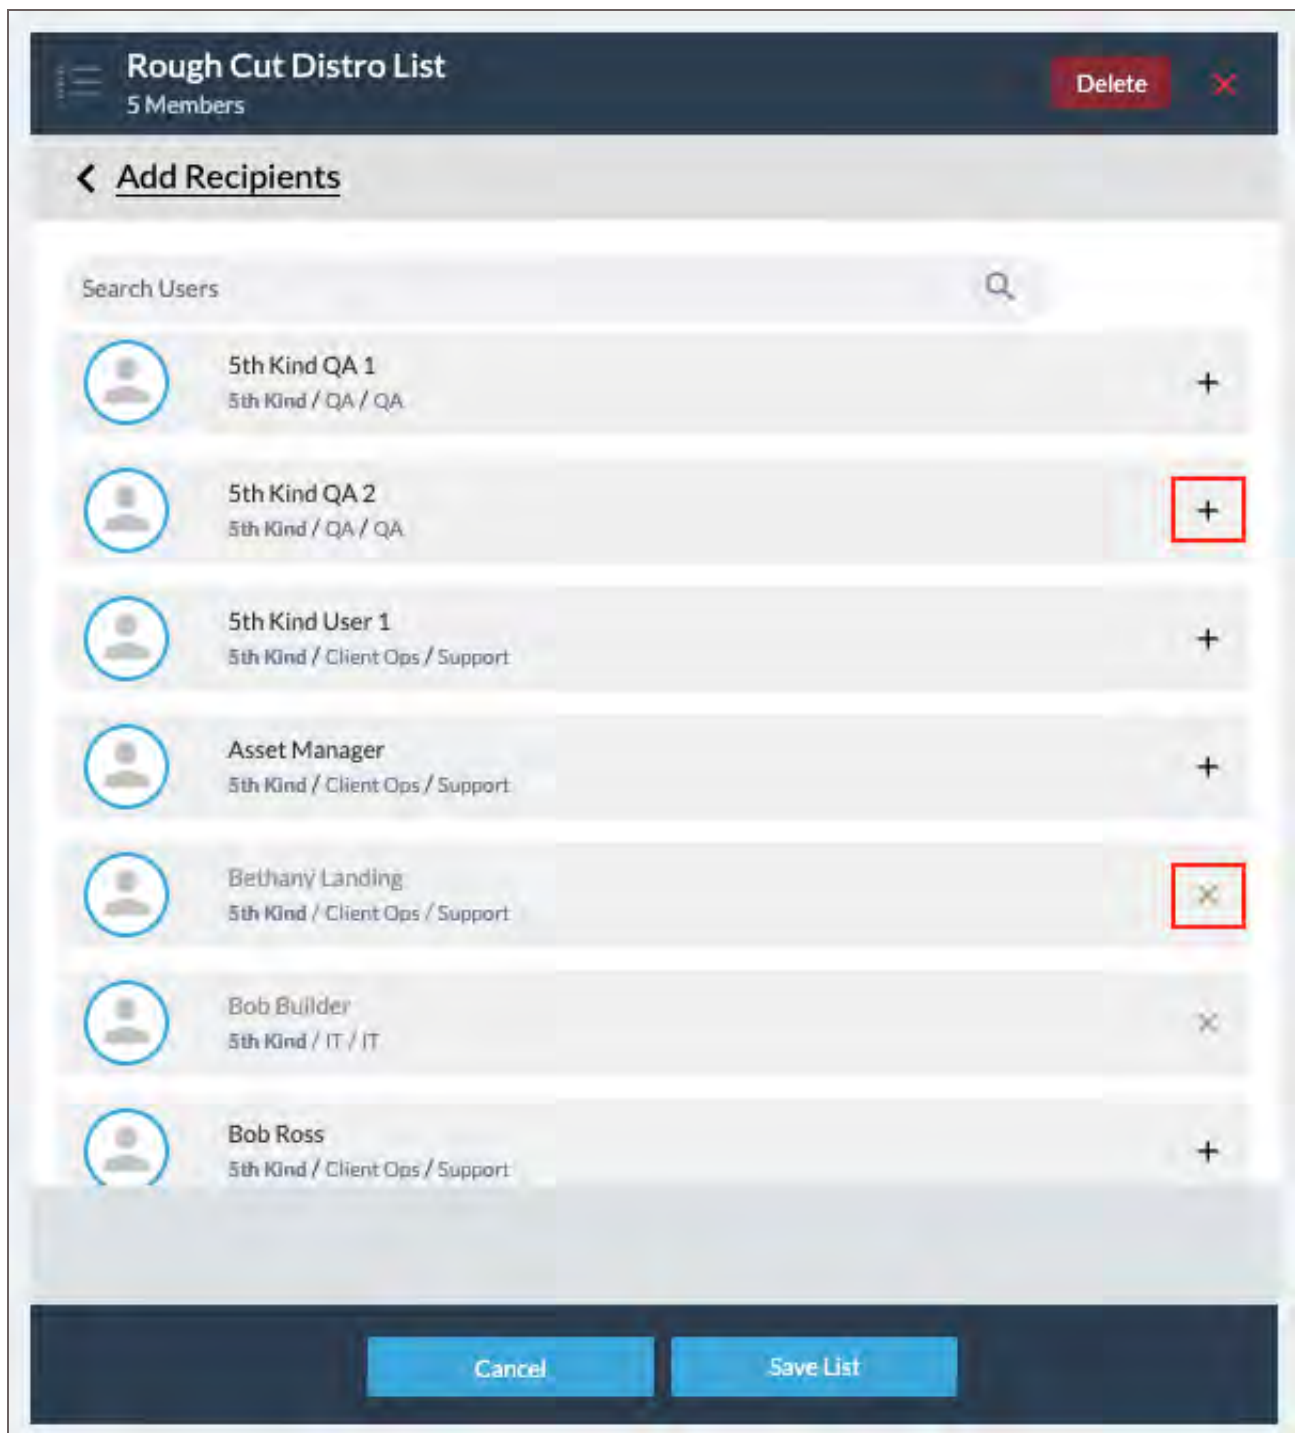 Rough Cut Distro List
5 Members
Delete
Add Recipients
Search Users
5th Kind QA 1
5th Kind / QA / QA
5th Kind QA 2
5th Kind / QA / QA
5th Kind User 1
5th Kind / Client Ops / Support
Asset Manager
5th Kind / Client Ops / Support
Bethany Landing
5th Kind / Client Ops / Support
Bob Builder
5th Kind / IT / IT
Bob Ross
5th Kind / Client Ops / Support
Cancel
Save List